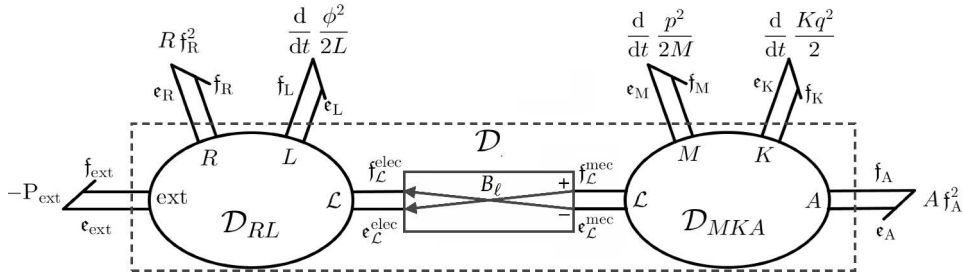 R 𝔣_R^2
d/dt ϕ^2/2L
d/dt p^2/2M
d/dt Kq^2/2
𝔢_R 𝔣_R 𝔣_L 𝔢_L 𝔢_M 𝔣_M 𝔢_K 𝔣_K
𝒟
R L M K
𝔣_ext 𝔣_ℒ^elec B_ℓ + 𝔣_ℒ^mec 𝔣_A
−P_ext ext ℒ ℒ A A 𝔣_A^2
𝔢_ext 𝒟_RL 𝔢_ℒ^elec − 𝔢_ℒ^mec 𝒟_MKA 𝔢_A